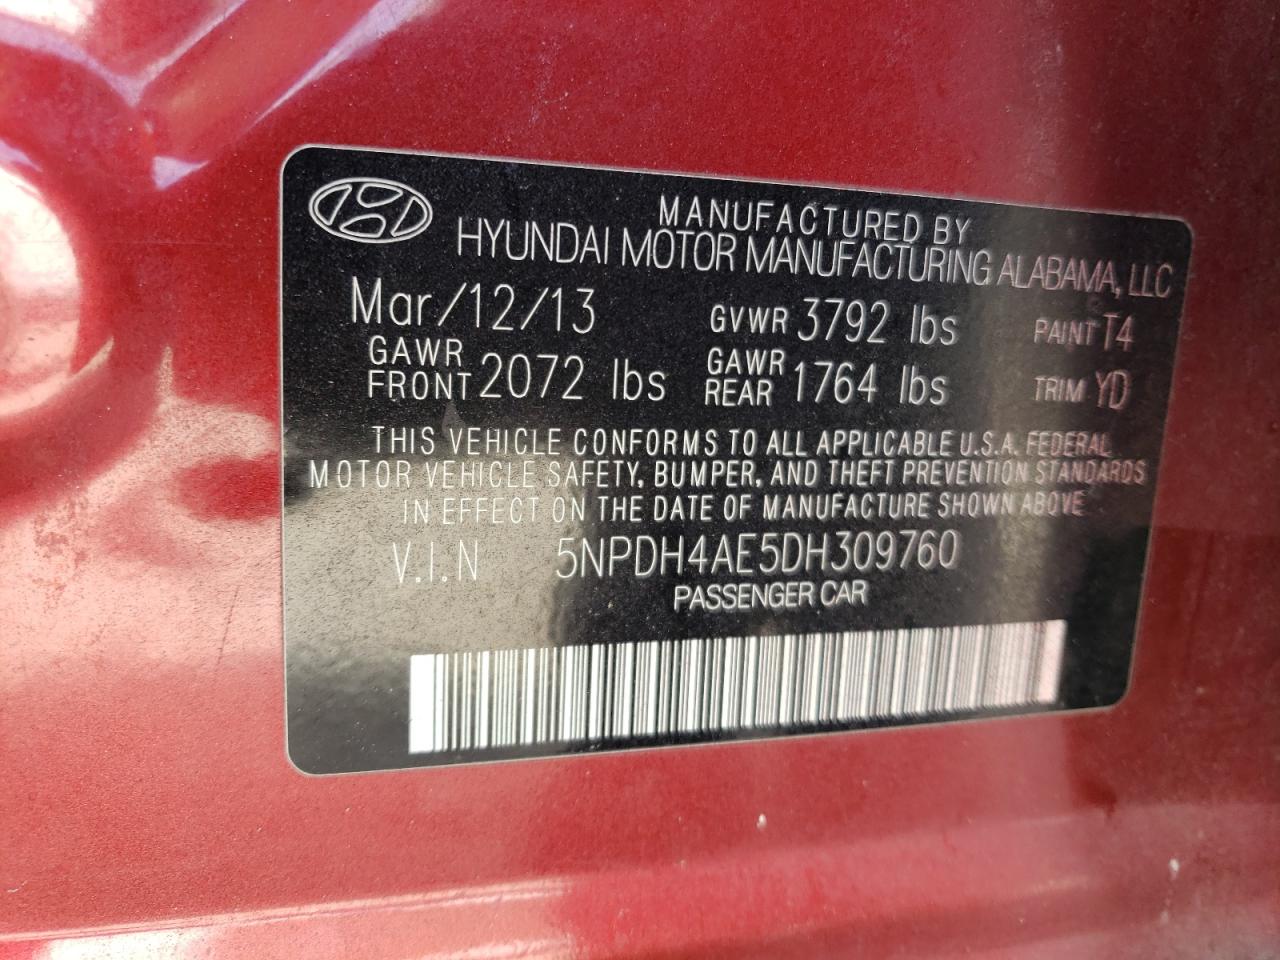 MANUFACTURED BY
HYUNDAI MOTOR MANUFACTURING ALABAMA, LLC
Mar/12/13 GVWR 3792 lbs PAINT T4
GAWR FRONT 2072 lbs GAWR REAR 1764 lbs TRIM YD
THIS VEHICLE CONFORMS TO ALL APPLICABLE U.S.A. FEDERAL
MOTOR VEHICLE SAFETY, BUMPER, AND THEFT PREVENTION STANDARDS
IN EFFECT ON THE DATE OF MANUFACTURE SHOWN ABOVE
V.I.N 5NPDH4AE5DH309760
PASSENGER CAR